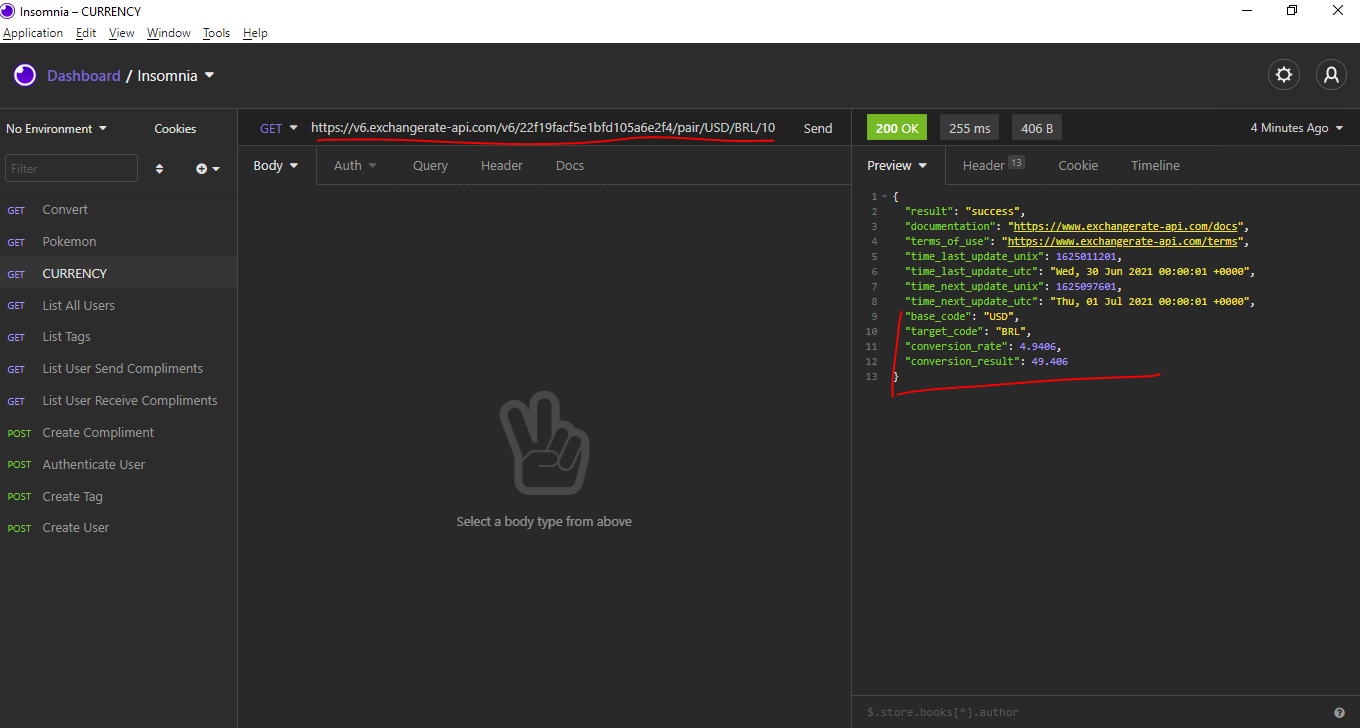 Insomnia – CURRENCY
Application Edit View Window Tools Help
Dashboard / Insomnia
No Environment Cookies
Filter
GET Convert
GET Pokemon
GET CURRENCY
GET List All Users
GET List Tags
GET List User Send Compliments
GET List User Receive Compliments
POST Create Compliment
POST Authenticate User
POST Create Tag
POST Create User
GET https://v6.exchangerate-api.com/v6/22f19facf5e1bfd105a6e2f4/pair/USD/BRL/10 Send
Body Auth Query Header Docs
Select a body type from above
200 OK 255 ms 406 B 4 Minutes Ago
Preview Header 13 Cookie Timeline
1 {
2 "result": "success",
3 "documentation": "https://www.exchangerate-api.com/docs",
4 "terms_of_use": "https://www.exchangerate-api.com/terms",
5 "time_last_update_unix": 1625011201,
6 "time_last_update_utc": "Wed, 30 Jun 2021 00:00:01 +0000",
7 "time_next_update_unix": 1625097601,
8 "time_next_update_utc": "Thu, 01 Jul 2021 00:00:01 +0000",
9 "base_code": "USD",
10 "target_code": "BRL",
11 "conversion_rate": 4.9406,
12 "conversion_result": 49.406
13 }
$.store.books[*].author